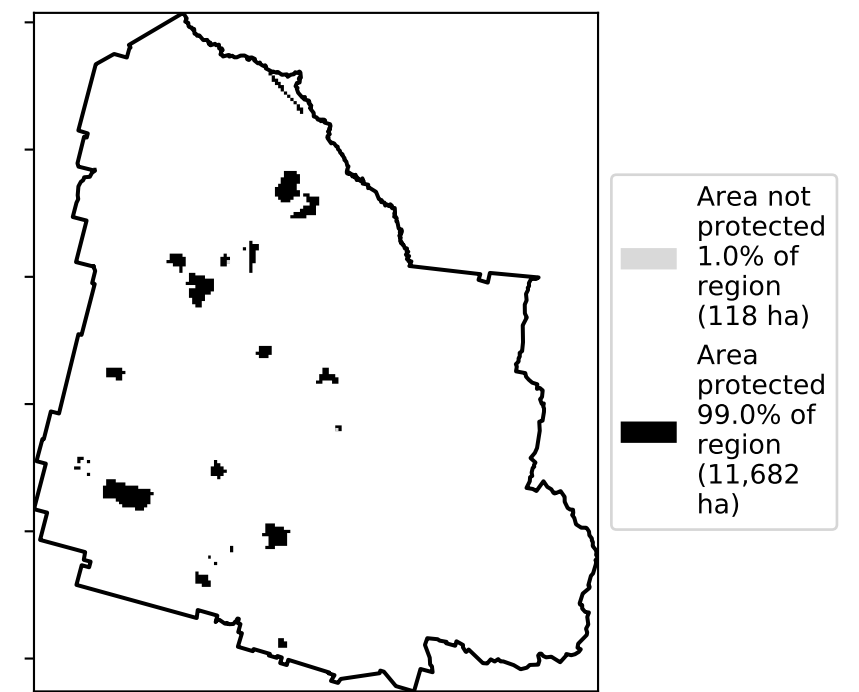 Area not
protected
1.0% of
region
(118 ha)
Area
protected
99.0% of
region
(11,682
ha)